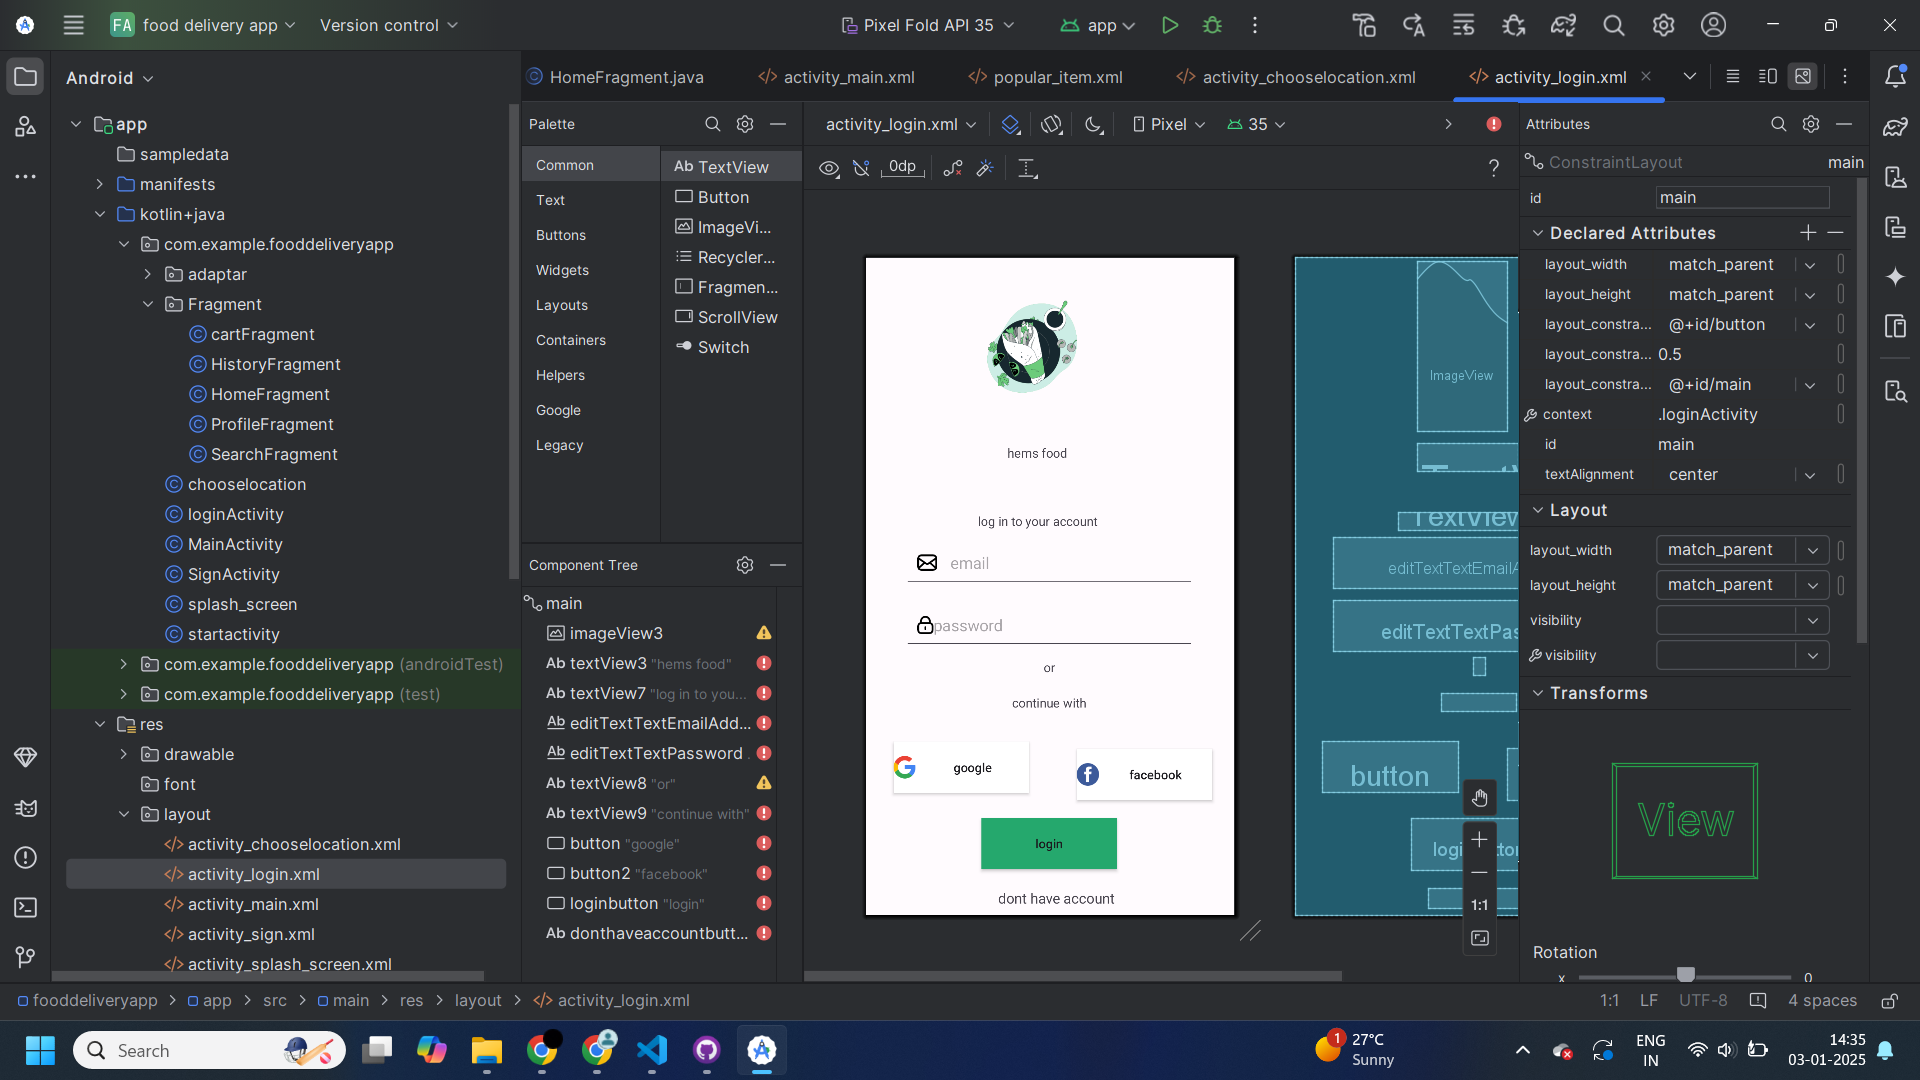 FA food delivery app
Version control
Pixel Fold API 35
app
Android
HomeFragment.java
activity_main.xml
popular_item.xml
activity_chooselocation.xml
activity_login.xml
app
sampledata
manifests
kotlin+java
com.example.fooddeliveryapp
adaptar
Fragment
cartFragment
HistoryFragment
HomeFragment
ProfileFragment
SearchFragment
chooselocation
loginActivity
MainActivity
SignActivity
splash_screen
startactivity
com.example.fooddeliveryapp (androidTest)
com.example.fooddeliveryapp (test)
res
drawable
font
layout
activity_chooselocation.xml
activity_login.xml
activity_main.xml
activity_sign.xml
activity_splash_screen.xml
Palette
Common
Text
Buttons
Widgets
Layouts
Containers
Helpers
Google
Legacy
Ab TextView
Button
ImageVi...
Recycler...
Fragmen...
ScrollView
Switch
Component Tree
main
imageView3
Ab textView3 "hems food"
Ab textView7 "log in to you...
Ab editTextTextEmailAdd...
Ab editTextTextPassword .
Ab textView8 "or"
Ab textView9 "continue with"
button "google"
button2 "facebook"
loginbutton "login"
Ab donthaveaccountbutt...
activity_login.xml
Pixel
35
0dp
?
hems food
log in to your account
email
password
or
continue with
google
facebook
login
dont have account
ImageView
TextView
editTextTextEmailA
editTextTextPas
button
1:1
Attributes
ConstraintLayout
main
id
main
Declared Attributes
layout_width match_parent
layout_height match_parent
layout_constra... @+id/button
layout_constra... 0.5
layout_constra... @+id/main
context .loginActivity
id main
textAlignment center
Layout
layout_width match_parent
layout_height match_parent
visibility
visibility
Transforms
View
Rotation
x 0
fooddeliveryapp > app > src > main > res > layout > activity_login.xml
1:1 LF UTF-8 4 spaces
Search
1
27°C
Sunny
ENG
IN
14:35
03-01-2025